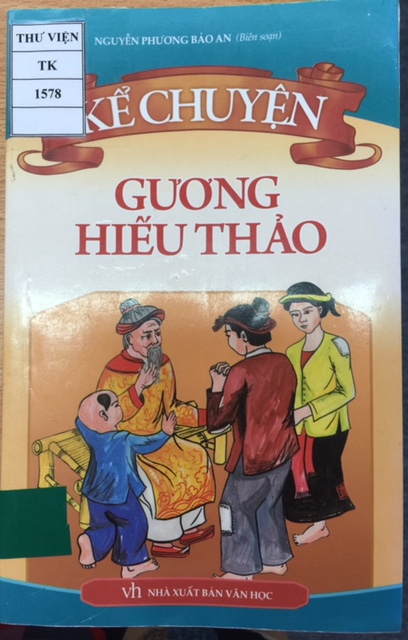 THƯ VIỆN
TK
1578
NGUYỄN PHƯƠNG BẢO AN (Biên soạn)
KỂ CHUYỆN
GƯƠNG
HIẾU THẢO
vh NHÀ XUẤT BẢN VĂN HỌC